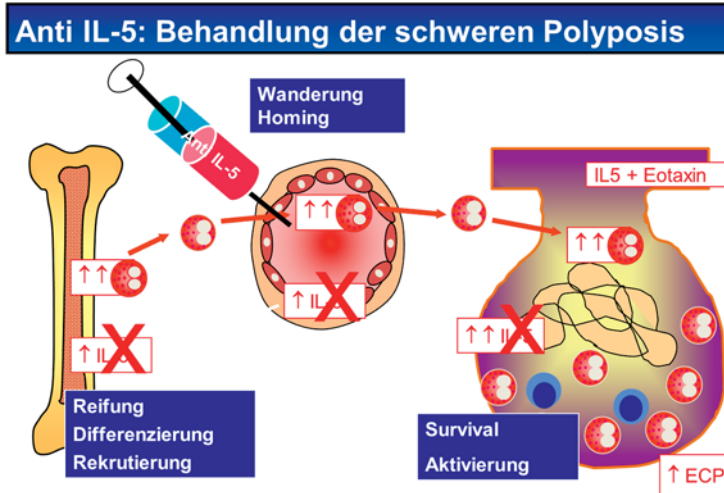 Anti IL-5: Behandlung der schweren Polyposis
Wanderung
Homing
Anti IL-5
IL5 + Eotaxin
↑↑
↑↑
↑↑
↑ IL-
↑↑ IL-5
↑ IL-
Reifung
Differenzierung
Rekrutierung
Survival
Aktivierung
↑ ECP